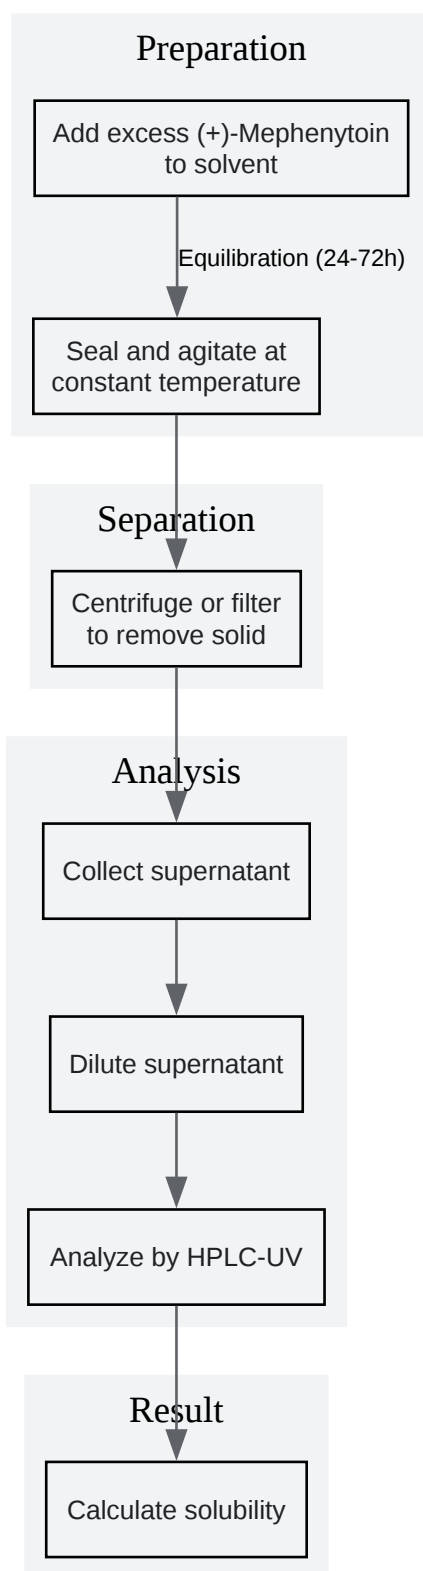 Preparation
Add excess (+)-Mephenytoin
to solvent
Equilibration (24-72h)
Seal and agitate at
constant temperature
Separation
Centrifuge or filter
to remove solid
Analysis
Collect supernatant
Dilute supernatant
Analyze by HPLC-UV
Result
Calculate solubility